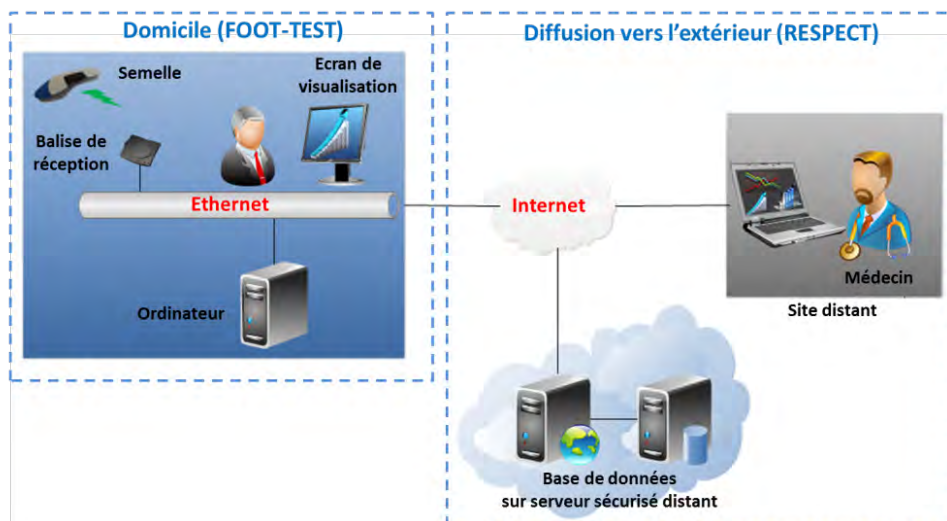 Domicile (FOOT-TEST)
Semelle
Ecran de
visualisation
Balise de
réception
Ethernet
Ordinateur
Diffusion vers l'extérieur (RESPECT)
Internet
Médecin
Site distant
Base de données
sur serveur sécurisé distant